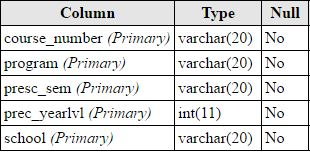 Column Type Null
course_number (Primary) varchar(20) No
program (Primary) varchar(20) No
presc_sem (Primary) varchar(20) No
prec_yearlvl (Primary) int(11) No
school (Primary) varchar(20) No